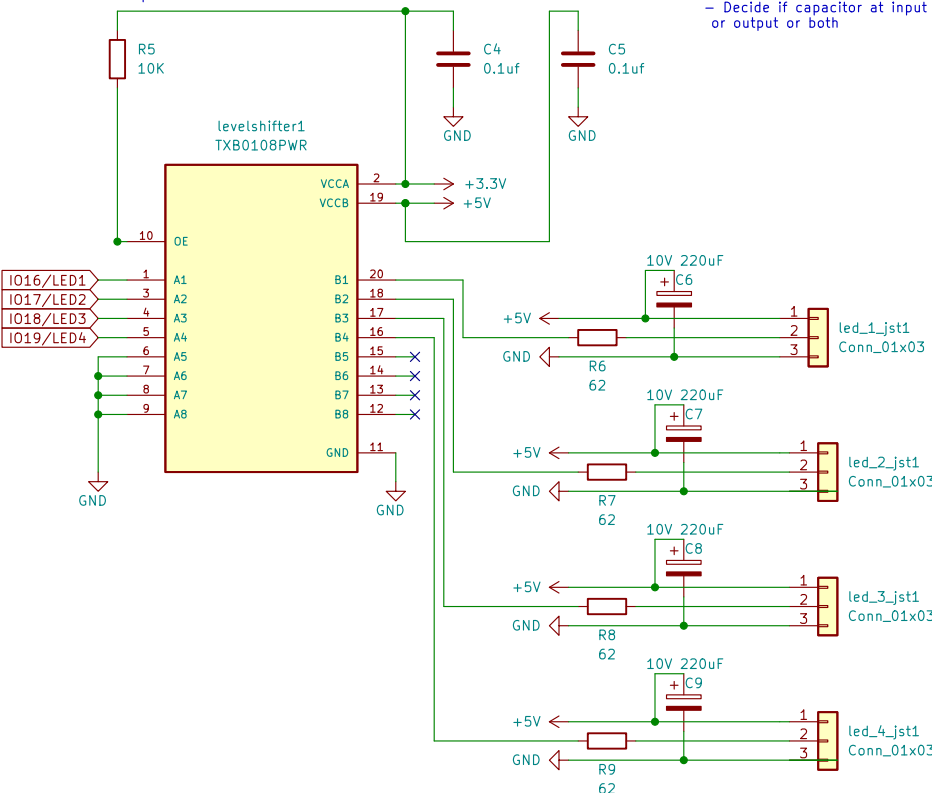 – Decide if capacitor at input
or output or both
R5
10K
C4
0.1uf
C5
0.1uf
GND
GND
levelshifter1
TXB0108PWR
VCCA
2
+3.3V
VCCB
19
+5V
10
OE
IO16/LED1
1
A1
B1
20
IO17/LED2
3
A2
B2
18
IO18/LED3
4
A3
B3
17
IO19/LED4
5
A4
B4
16
6
A5
B5
15
7
A6
B6
14
8
A7
B7
13
9
A8
B8
12
GND
11
GND
GND
10V 220uF
+
C6
+5V
1
2
GND
3
R6
62
led_1_jst1
Conn_01x03
10V 220uF
+
C7
+5V
1
2
GND
3
R7
62
led_2_jst1
Conn_01x03
10V 220uF
+
C8
+5V
1
2
GND
3
R8
62
led_3_jst1
Conn_01x03
10V 220uF
+
C9
+5V
1
2
GND
3
R9
62
led_4_jst1
Conn_01x03